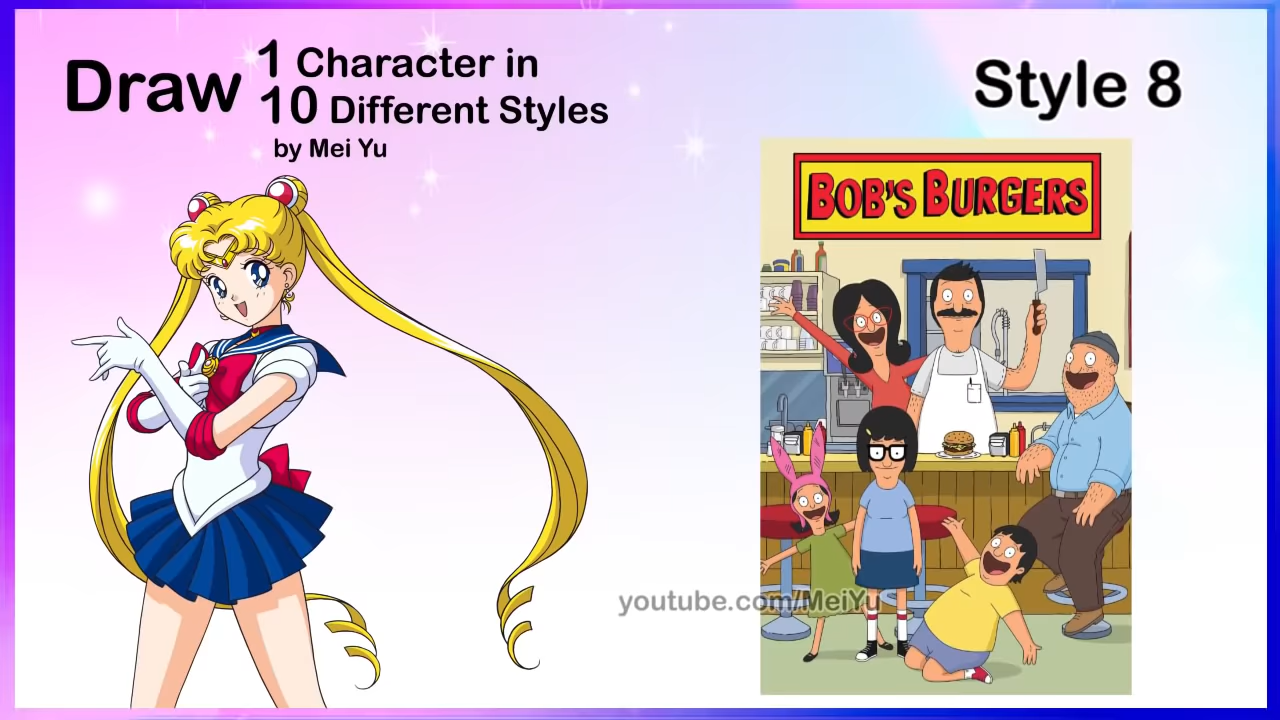 Draw
1 Character in
10 Different Styles
by Mei Yu
Style 8
BOB'S BURGERS
youtube.com/MeiYu